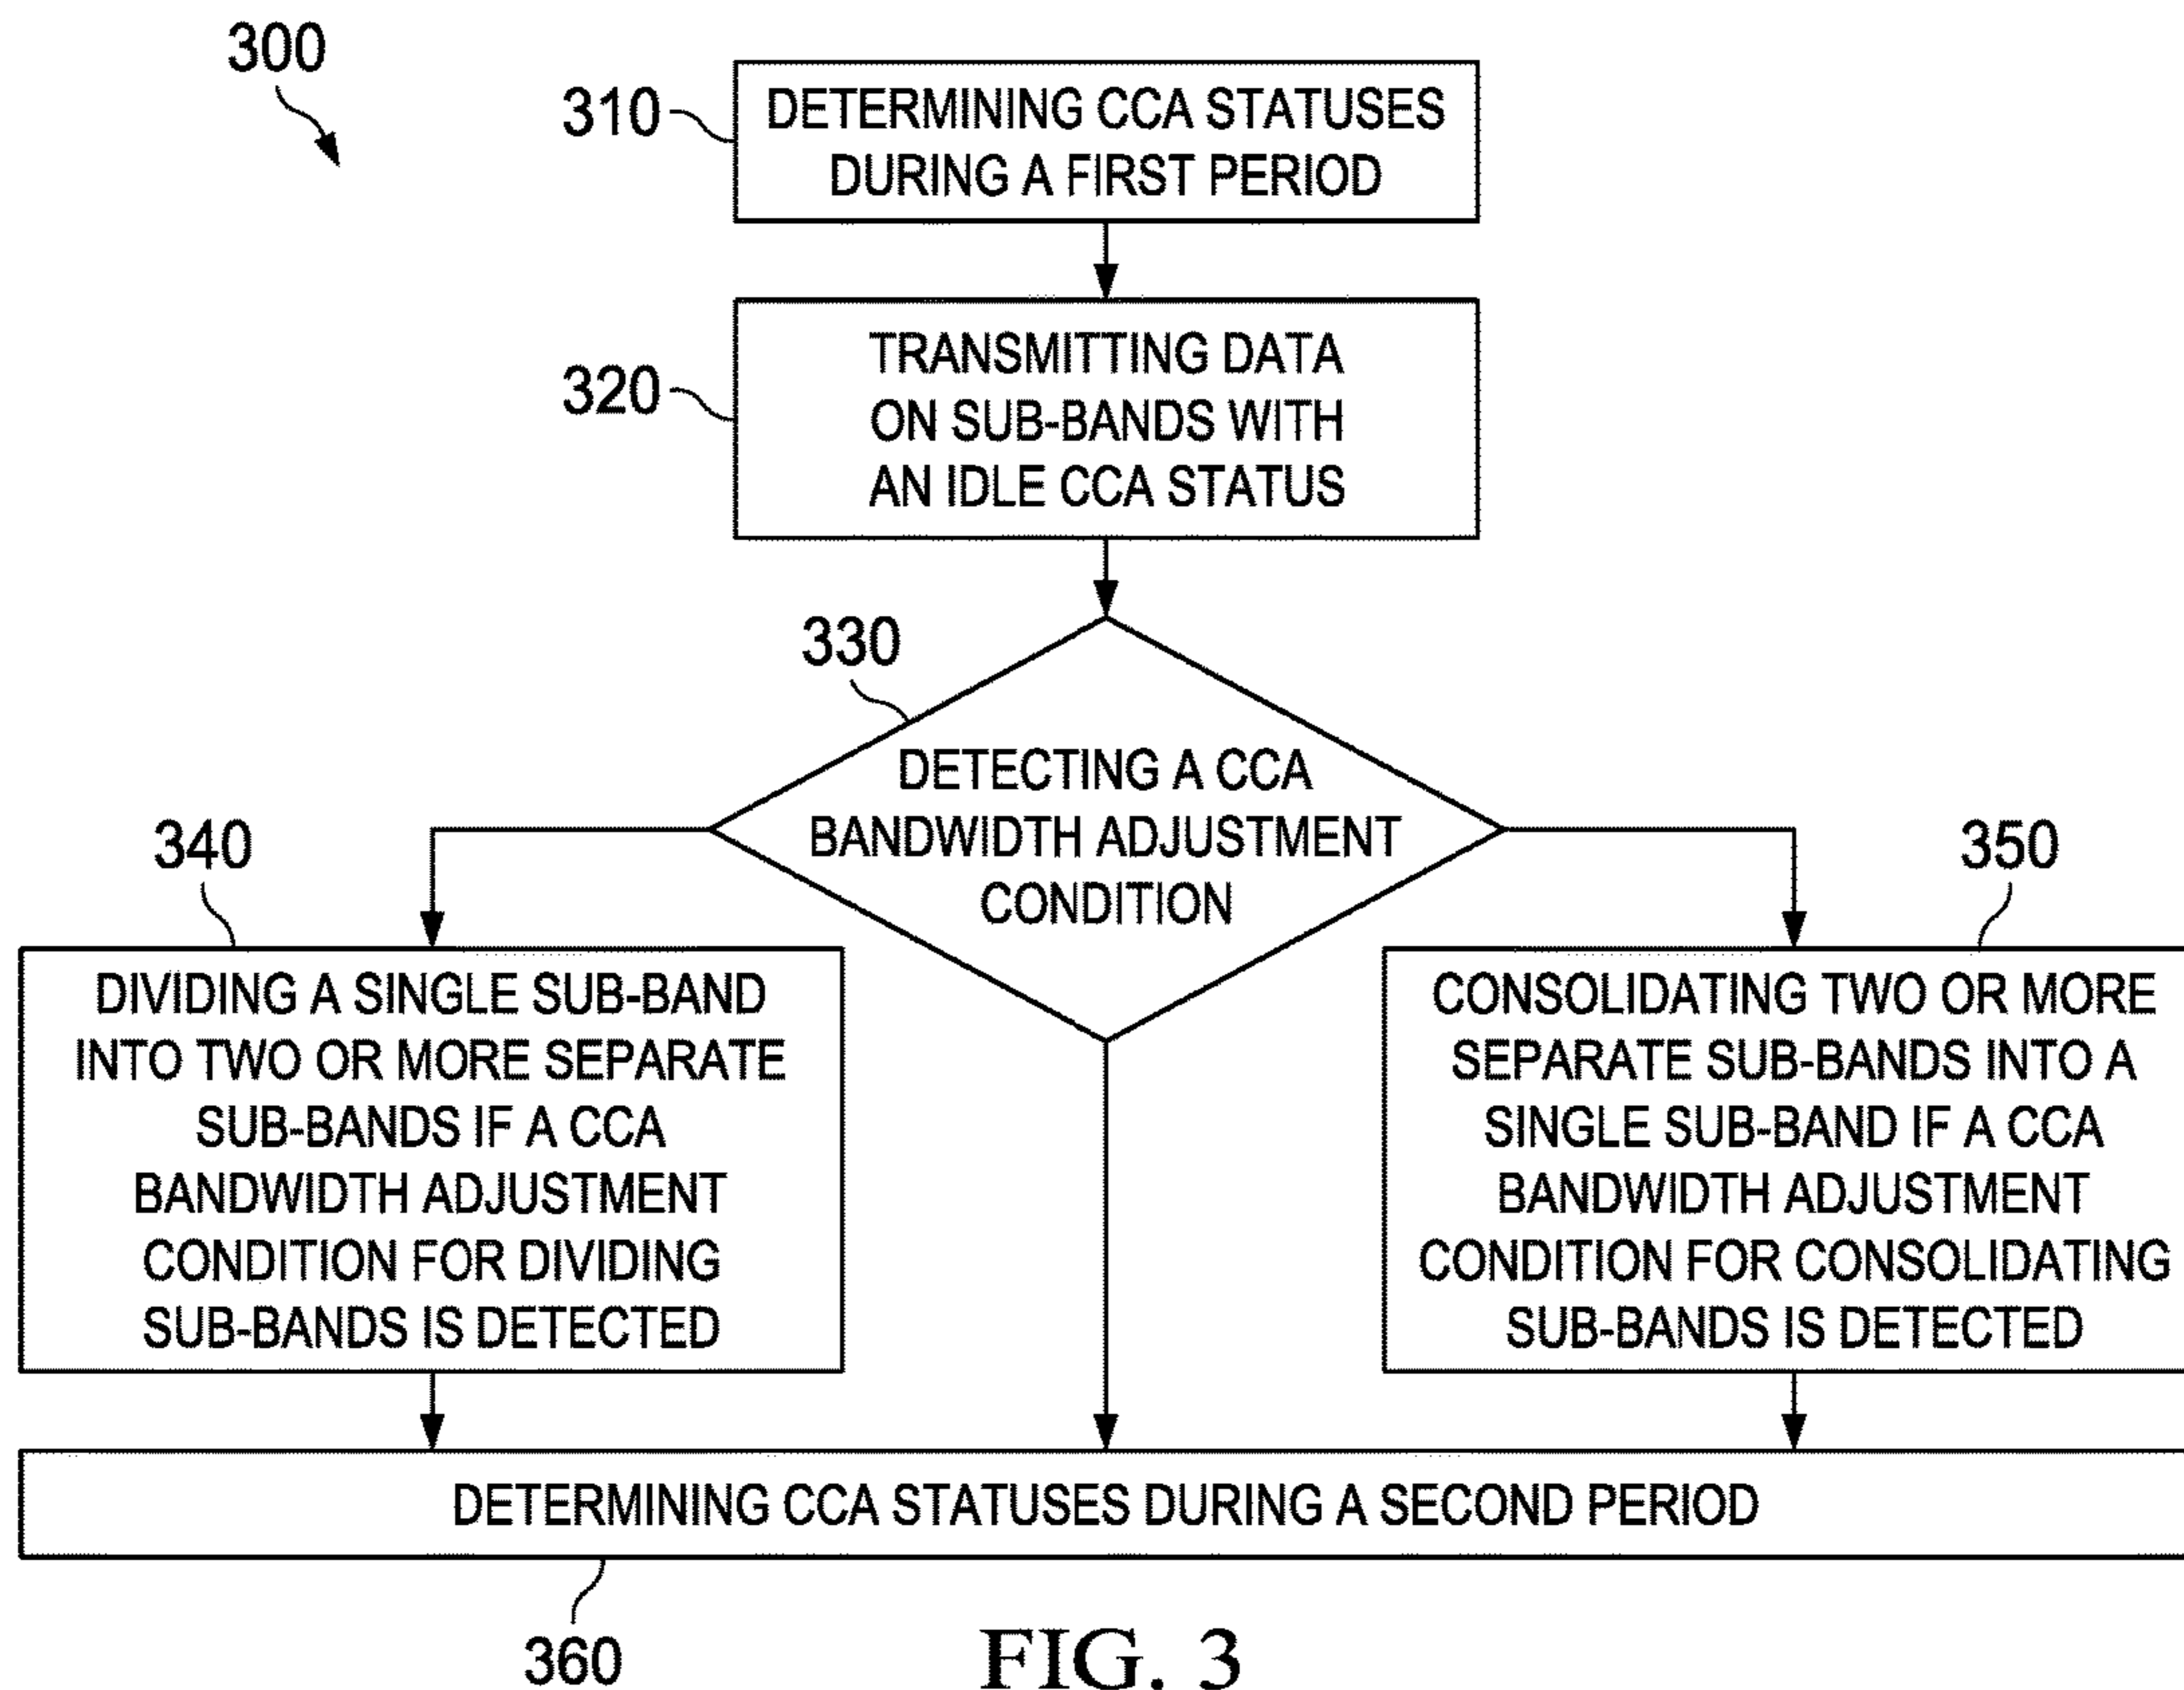 300
310
DETERMINING CCA STATUSES
DURING A FIRST PERIOD
320
TRANSMITTING DATA
ON SUB-BANDS WITH
AN IDLE CCA STATUS
330
DETECTING A CCA
BANDWIDTH ADJUSTMENT
CONDITION
340
DIVIDING A SINGLE SUB-BAND
INTO TWO OR MORE SEPARATE
SUB-BANDS IF A CCA
BANDWIDTH ADJUSTMENT
CONDITION FOR DIVIDING
SUB-BANDS IS DETECTED
350
CONSOLIDATING TWO OR MORE
SEPARATE SUB-BANDS INTO A
SINGLE SUB-BAND IF A CCA
BANDWIDTH ADJUSTMENT
CONDITION FOR CONSOLIDATING
SUB-BANDS IS DETECTED
DETERMINING CCA STATUSES DURING A SECOND PERIOD
360
FIG. 3